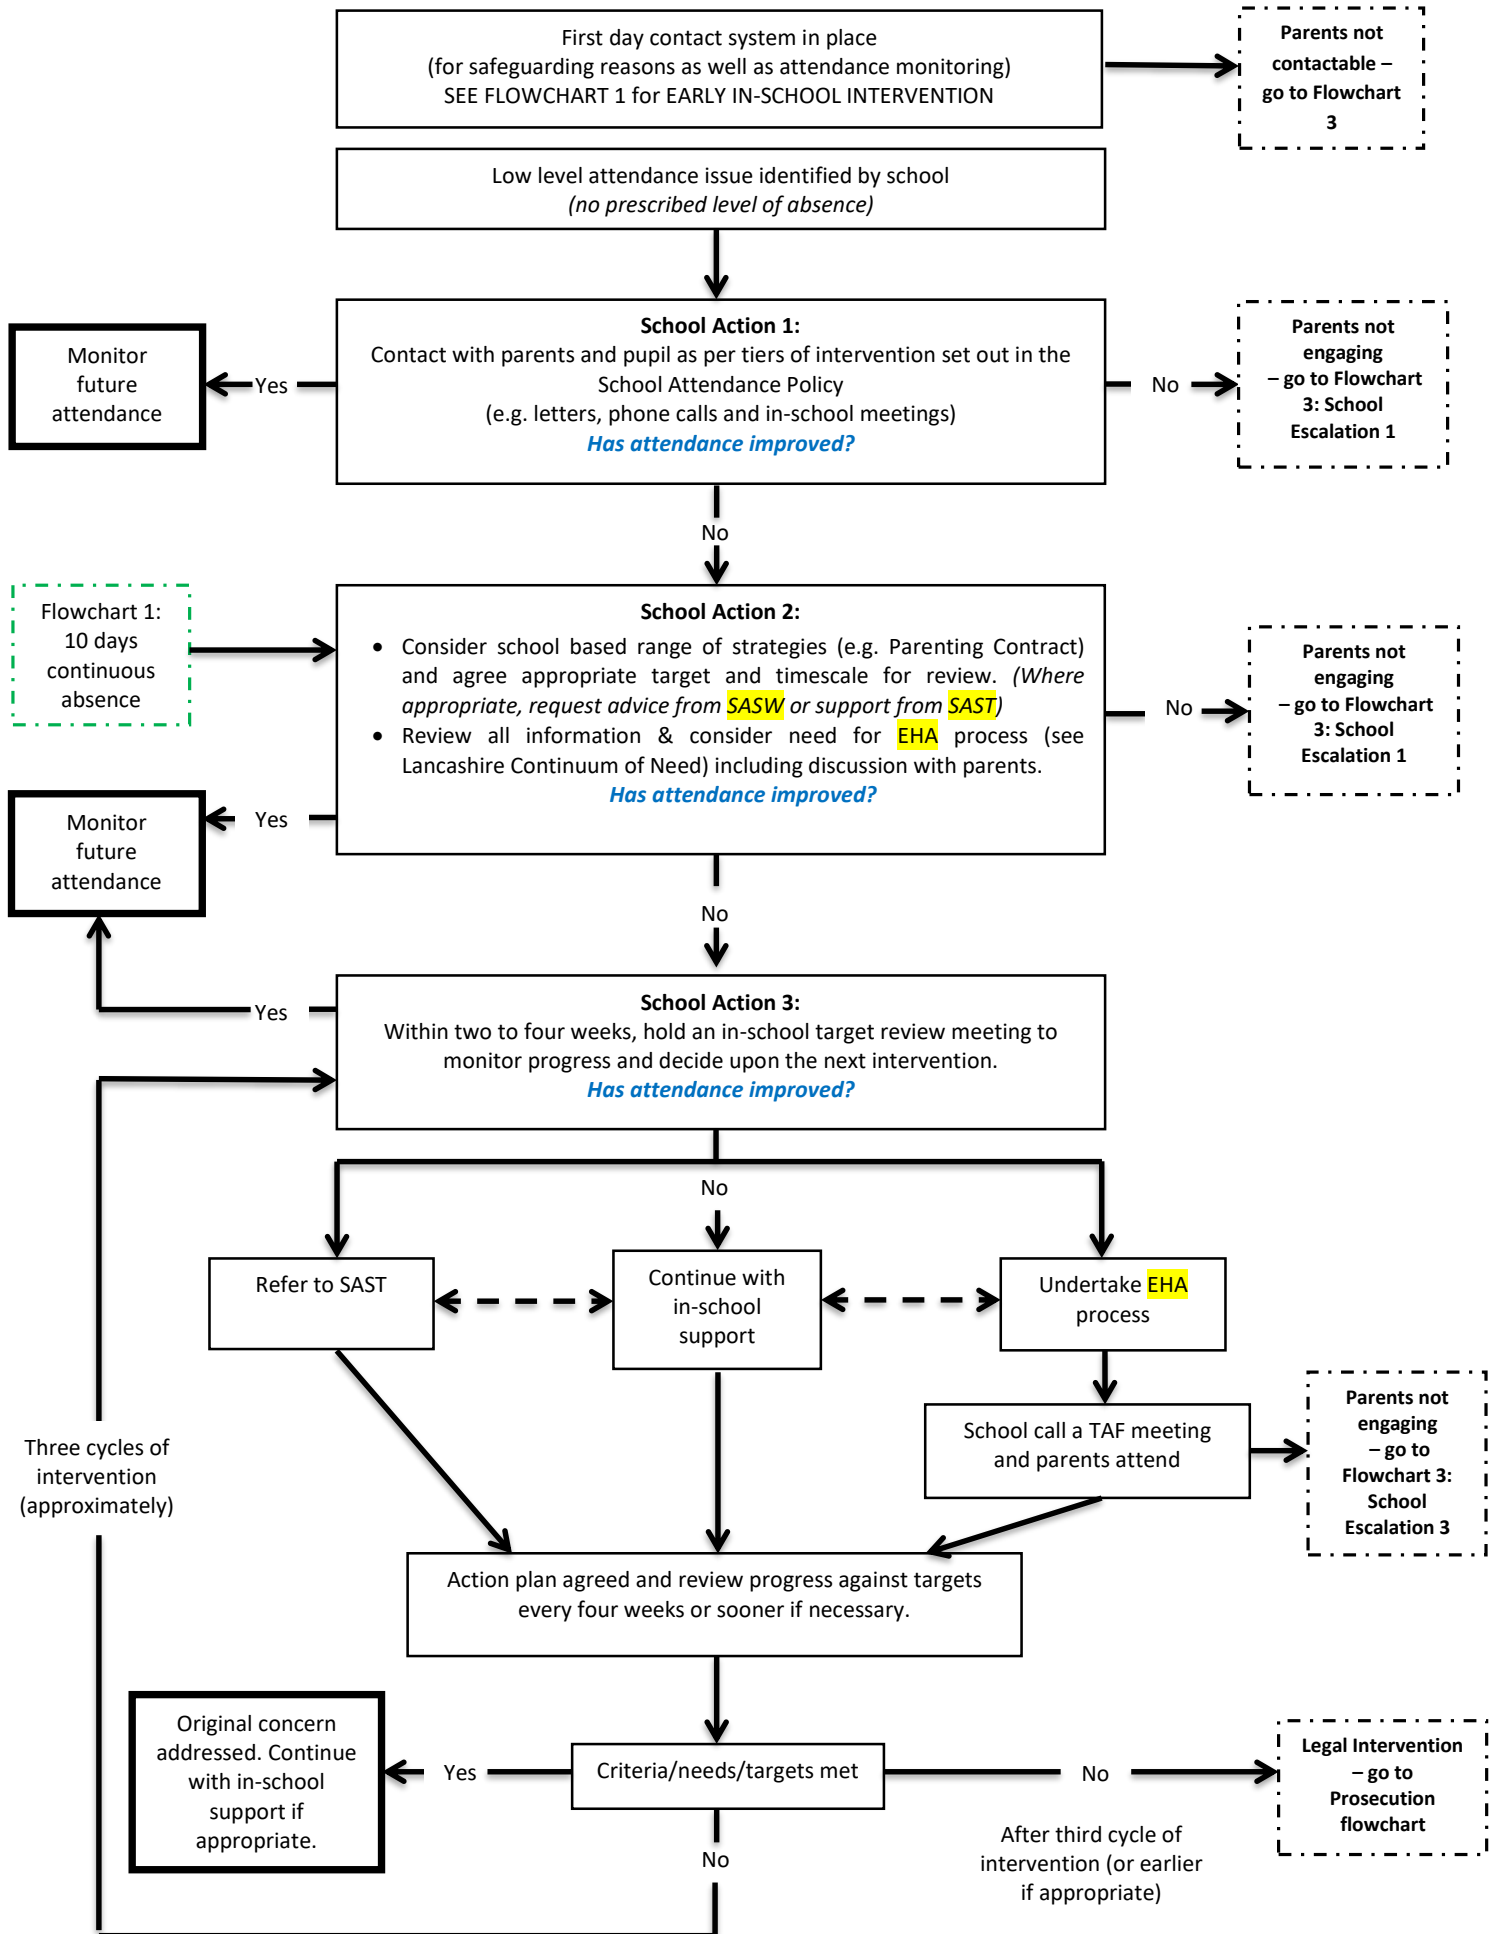 First day contact system in place
(for safeguarding reasons as well as attendance monitoring)
SEE FLOWCHART 1 for EARLY IN-SCHOOL INTERVENTION
Parents not
contactable –
go to Flowchart
3
Low level attendance issue identified by school
(no prescribed level of absence)
School Action 1:
Contact with parents and pupil as per tiers of intervention set out in the
School Attendance Policy
(e.g. letters, phone calls and in-school meetings)
Has attendance improved?
Yes
Monitor
future
attendance
No
Parents not
engaging
– go to Flowchart
3: School
Escalation 1
No
Flowchart 1:
10 days
continuous
absence
School Action 2:
• Consider school based range of strategies (e.g. Parenting Contract)
and agree appropriate target and timescale for review. (Where
appropriate, request advice from SASW or support from SAST)
• Review all information & consider need for EHA process (see
Lancashire Continuum of Need) including discussion with parents.
Has attendance improved?
No
Parents not
engaging
– go to Flowchart
3: School
Escalation 1
Yes
Monitor
future
attendance
No
School Action 3:
Within two to four weeks, hold an in-school target review meeting to
monitor progress and decide upon the next intervention.
Has attendance improved?
Yes
No
Refer to SAST
Continue with
in-school
support
Undertake EHA
process
School call a TAF meeting
and parents attend
Parents not
engaging
– go to
Flowchart 3:
School
Escalation 3
Three cycles of
intervention
(approximately)
Action plan agreed and review progress against targets
every four weeks or sooner if necessary.
Criteria/needs/targets met
Yes
Original concern
addressed. Continue
with in-school
support if
appropriate.
No
Legal Intervention
– go to
Prosecution
flowchart
No
After third cycle of
intervention (or earlier
if appropriate)